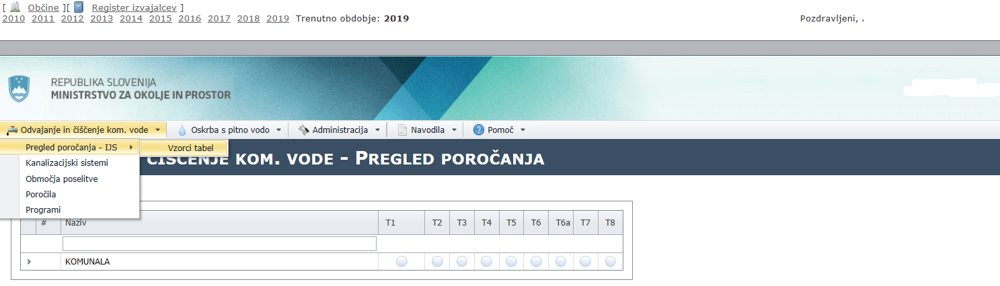 [ Občine ][ Register izvajalcev ]
2010 2011 2012 2013 2014 2015 2016 2017 2018 2019 Trenutno obdobje: 2019
Pozdravljeni,
REPUBLIKA SLOVENIJA
MINISTRSTVO ZA OKOLJE IN PROSTOR
Odvajanje in čiščenje kom. vode Oskrba s pitno vodo Administracija Navodila Pomoč
Pregled poročanja - IJS Vzorci tabel
Kanalizacijski sistemi
Območja poselitve
Poročila
Programi
ČIŠČENJE KOM. VODE - PREGLED POROČANJA
# Naziv T1 T2 T3 T4 T5 T6 T6a T7 T8
KOMUNALA